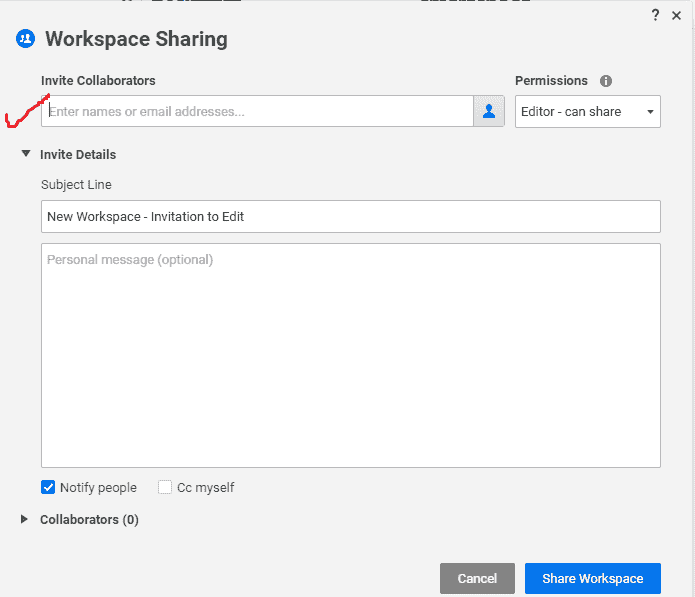 ?
Workspace Sharing
Invite Collaborators
Permissions
Enter names or email addresses...
Editor - can share
Invite Details
Subject Line
New Workspace - Invitation to Edit
Personal message (optional)
Notify people
Cc myself
Collaborators (0)
Cancel
Share Workspace